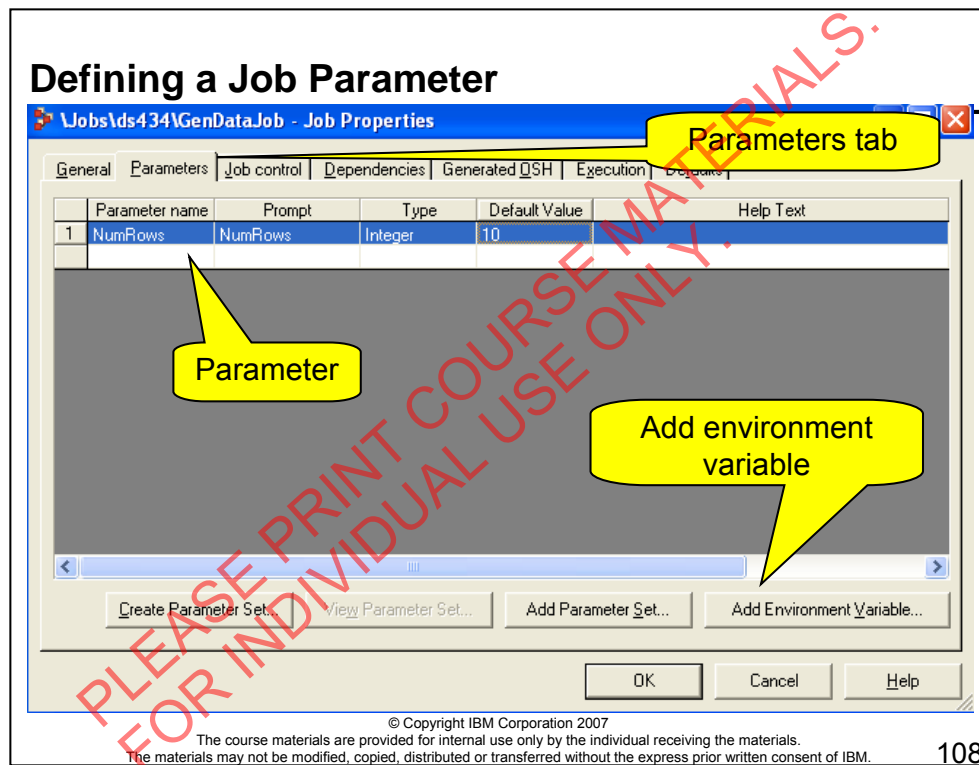 Defining a Job Parameter
\Jobs\ds434\GenDataJob - Job Properties
Parameters tab
General Parameters Job control Dependencies Generated OSH Execution Defaults
Parameter name Prompt Type Default Value Help Text
1 NumRows NumRows Integer 10
Parameter
Add environment
variable
Create Parameter Set... View Parameter Set... Add Parameter Set... Add Environment Variable...
OK Cancel Help
PLEASE PRINT COURSE MATERIALS.
FOR INDIVIDUAL USE ONLY.
© Copyright IBM Corporation 2007
The course materials are provided for internal use only by the individual receiving the materials.
The materials may not be modified, copied, distributed or transferred without the express prior written consent of IBM.
108